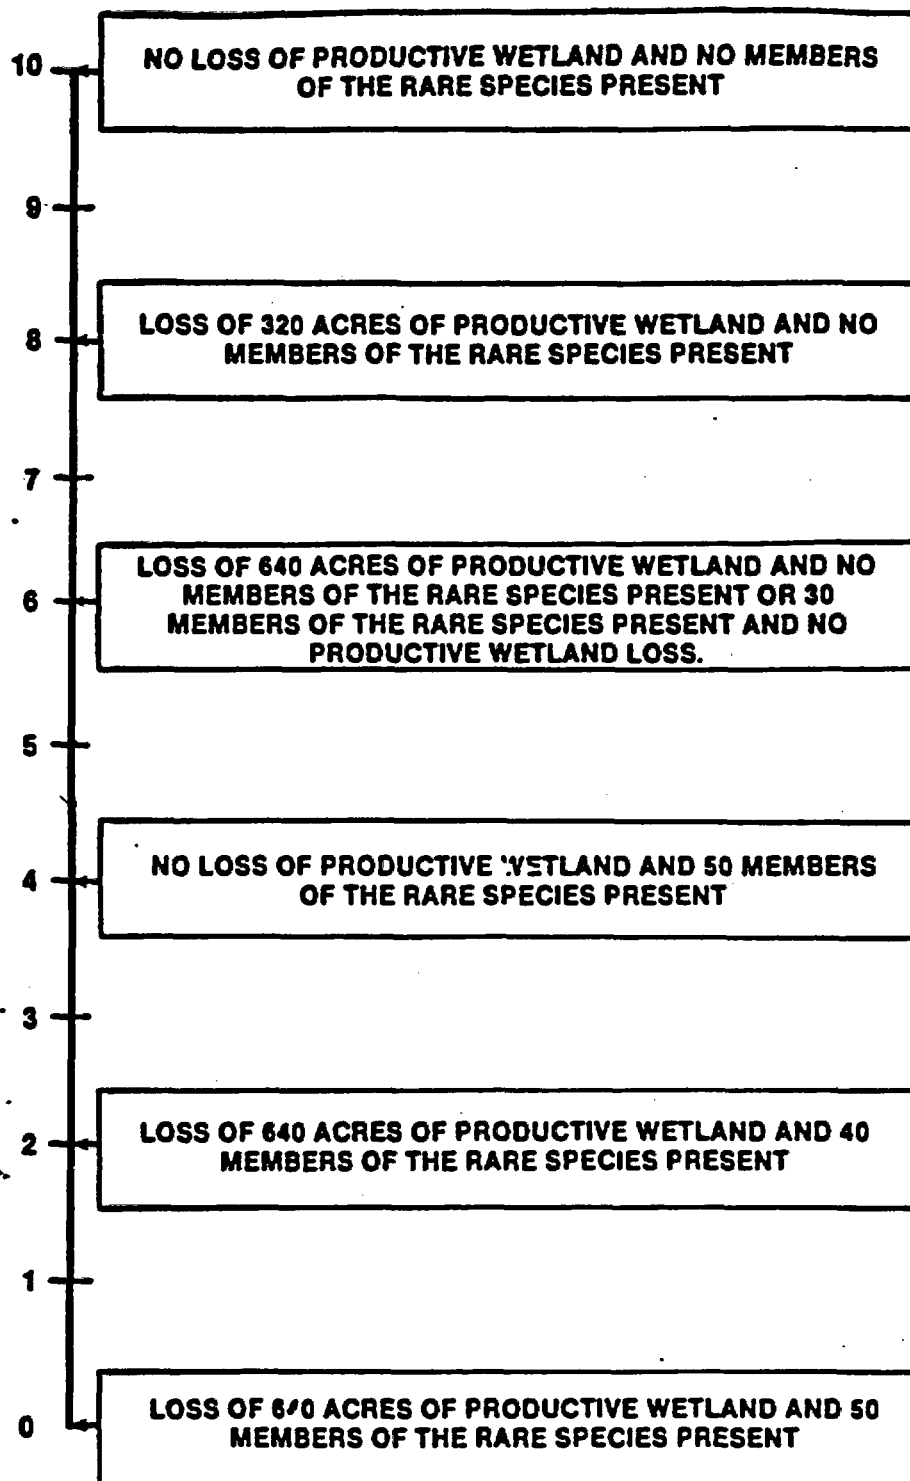 10
NO LOSS OF PRODUCTIVE WETLAND AND NO MEMBERS
OF THE RARE SPECIES PRESENT
9
8
LOSS OF 320 ACRES OF PRODUCTIVE WETLAND AND NO
MEMBERS OF THE RARE SPECIES PRESENT
7
6
LOSS OF 640 ACRES OF PRODUCTIVE WETLAND AND NO
MEMBERS OF THE RARE SPECIES PRESENT OR 30
MEMBERS OF THE RARE SPECIES PRESENT AND NO
PRODUCTIVE WETLAND LOSS.
5
4
NO LOSS OF PRODUCTIVE WETLAND AND 50 MEMBERS
OF THE RARE SPECIES PRESENT
3
2
LOSS OF 640 ACRES OF PRODUCTIVE WETLAND AND 40
MEMBERS OF THE RARE SPECIES PRESENT
1
0
LOSS OF 640 ACRES OF PRODUCTIVE WETLAND AND 50
MEMBERS OF THE RARE SPECIES PRESENT